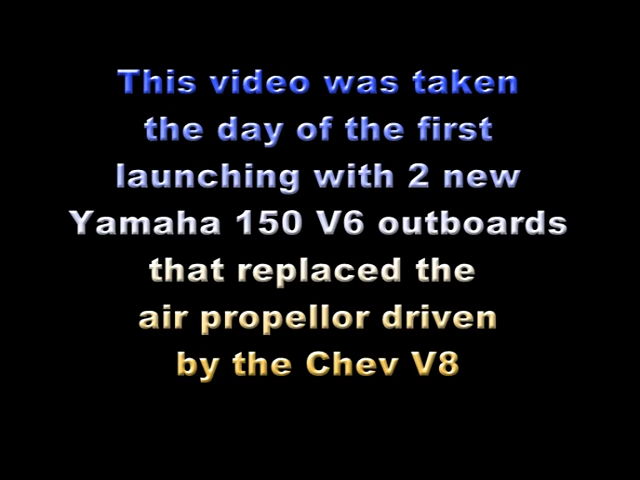 This video was taken
the day of the first
launching with 2 new
Yamaha 150 V6 outboards
that replaced the
air propellor driven
by the Chev V8